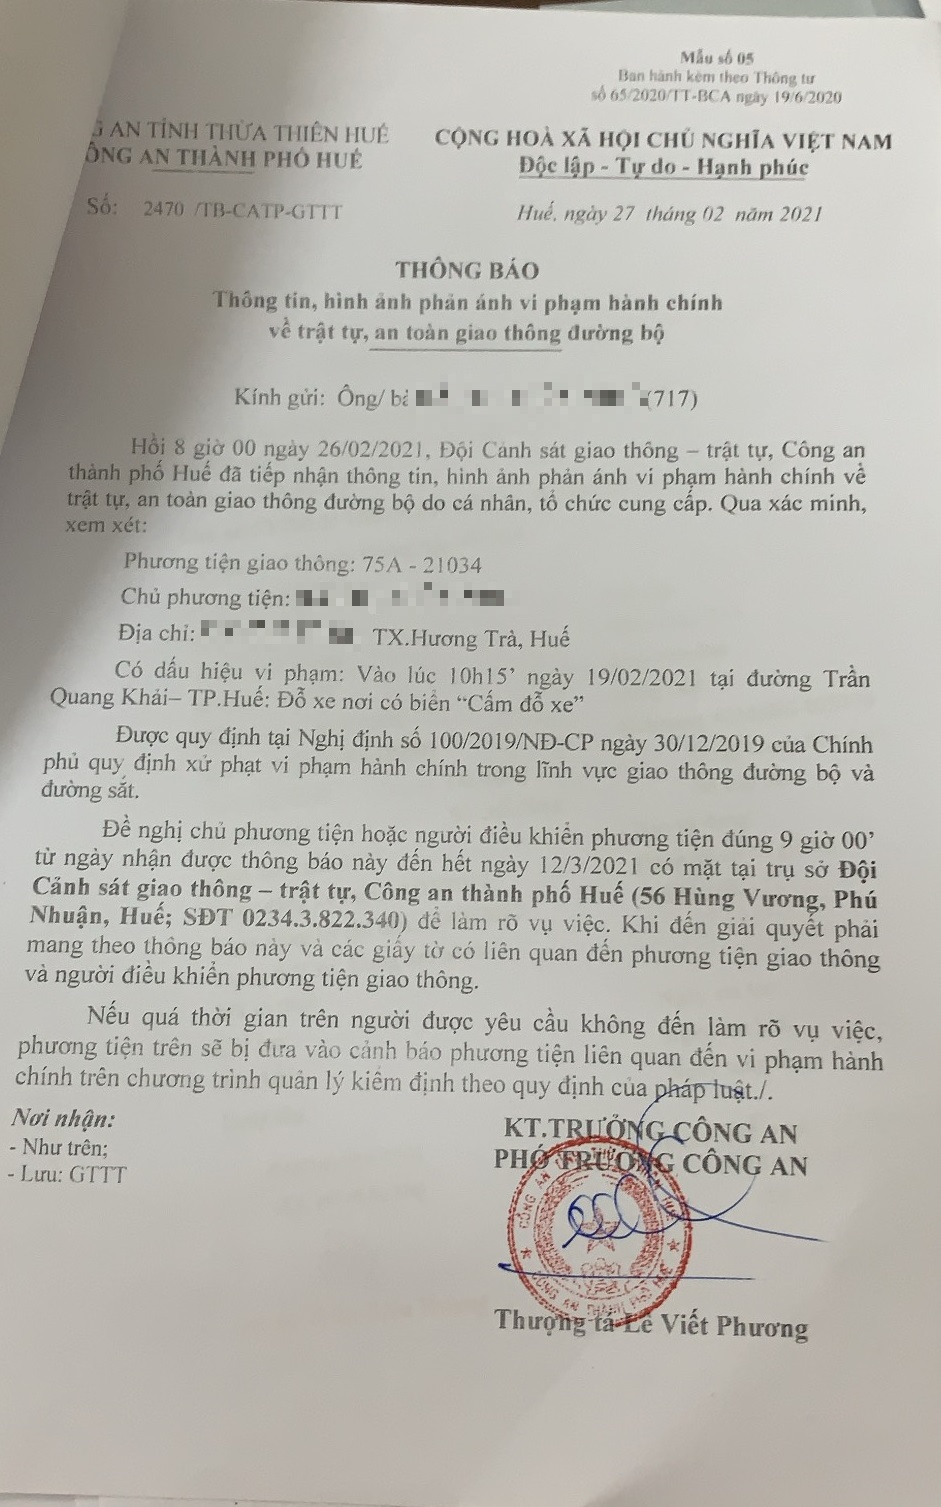 Mẫu số 05
Ban hành kèm theo Thông tư
số 65/2020/TT-BCA ngày 19/6/2020
G AN TỈNH THỪA THIÊN HUẾ
ÔNG AN THÀNH PHỐ HUẾ
CỘNG HOÀ XÃ HỘI CHỦ NGHĨA VIỆT NAM
Độc lập - Tự do - Hạnh phúc
Số: 2470 /TB-CATP-GTTT
Huế, ngày 27 tháng 02 năm 2021
THÔNG BÁO
Thông tin, hình ảnh phản ánh vi phạm hành chính
về trật tự, an toàn giao thông đường bộ
Kính gửi: Ông/ bà (717)
Hồi 8 giờ 00 ngày 26/02/2021, Đội Cảnh sát giao thông – trật tự, Công an
thành phố Huế đã tiếp nhận thông tin, hình ảnh phản ánh vi phạm hành chính về
trật tự, an toàn giao thông đường bộ do cá nhân, tổ chức cung cấp. Qua xác minh,
xem xét:
Phương tiện giao thông: 75A - 21034
Chủ phương tiện:
Địa chỉ: TX.Hương Trà, Huế
Có dấu hiệu vi phạm: Vào lúc 10h15’ ngày 19/02/2021 tại đường Trần
Quang Khải– TP.Huế: Đỗ xe nơi có biển “Cấm đỗ xe”
Được quy định tại Nghị định số 100/2019/NĐ-CP ngày 30/12/2019 của Chính
phủ quy định xử phạt vi phạm hành chính trong lĩnh vực giao thông đường bộ và
đường sắt.
Đề nghị chủ phương tiện hoặc người điều khiển phương tiện đúng 9 giờ 00’
từ ngày nhận được thông báo này đến hết ngày 12/3/2021 có mặt tại trụ sở Đội
Cảnh sát giao thông – trật tự, Công an thành phố Huế (56 Hùng Vương, Phú
Nhuận, Huế; SĐT 0234.3.822.340) để làm rõ vụ việc. Khi đến giải quyết phải
mang theo thông báo này và các giấy tờ có liên quan đến phương tiện giao thông
và người điều khiển phương tiện giao thông.
Nếu quá thời gian trên người được yêu cầu không đến làm rõ vụ việc,
phương tiện trên sẽ bị đưa vào cảnh báo phương tiện liên quan đến vi phạm hành
chính trên chương trình quản lý kiểm định theo quy định của pháp luật./.
Nơi nhận:
- Như trên;
- Lưu: GTTT
KT.TRƯỞNG CÔNG AN
PHÓ TRƯỞNG CÔNG AN
CÔNG AN THÀNH PHỐ HUẾ
Thượng tá Lê Viết Phương